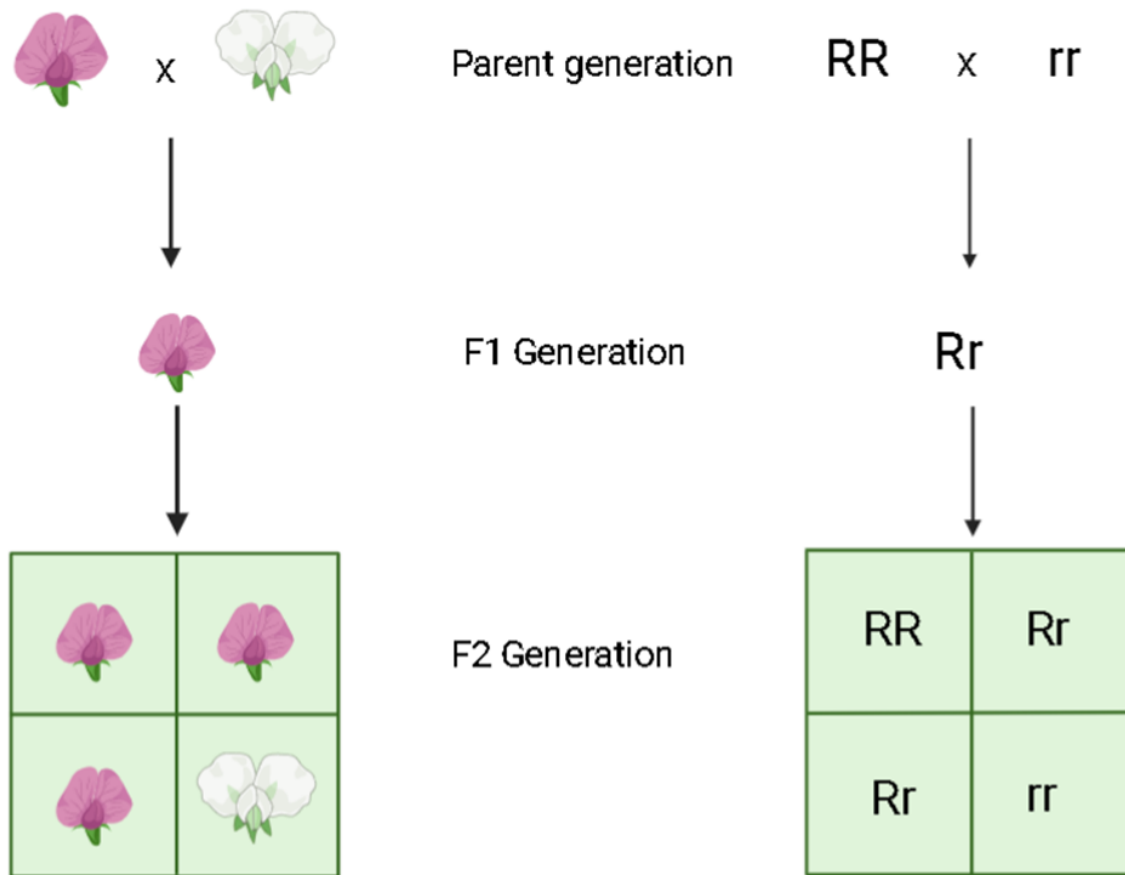 x Parent generation RR x rr
F1 Generation Rr
RR Rr
F2 Generation
Rr rr